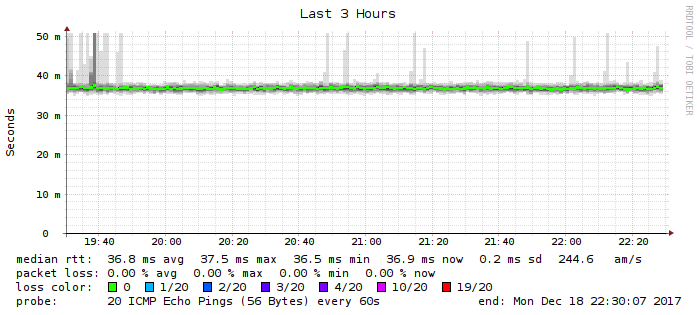 Last 3 Hours
RRDTOOL / TOBI OETIKER
Seconds
50 m
40 m
30 m
20 m
10 m
0
19:40 20:00 20:20 20:40 21:00 21:20 21:40 22:00 22:20
median rtt: 36.8 ms avg 37.5 ms max 36.5 ms min 36.9 ms now 0.2 ms sd 244.6 am/s
packet loss: 0.00 % avg 0.00 % max 0.00 % min 0.00 % now
loss color: 0 1/20 2/20 3/20 4/20 10/20 19/20
probe: 20 ICMP Echo Pings (56 Bytes) every 60s end: Mon Dec 18 22:30:07 2017